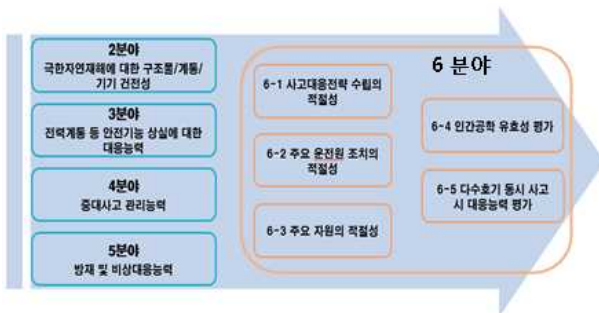 2분야
극한자연재해에 대한 구조물/계통/
기기 건전성
3분야
전력계통 등 안전기능 상실에 대한
대응능력
4분야
중대사고 관리능력
5분야
방재 및 비상대응능력
6 분야
6-1 사고대응전략 수립의
적절성
6-2 주요 운전원 조치의
적절성
6-3 주요 자원의 적절성
6-4 인간공학 유효성 평가
6-5 다수호기 동시 사고
시 대응능력 평가